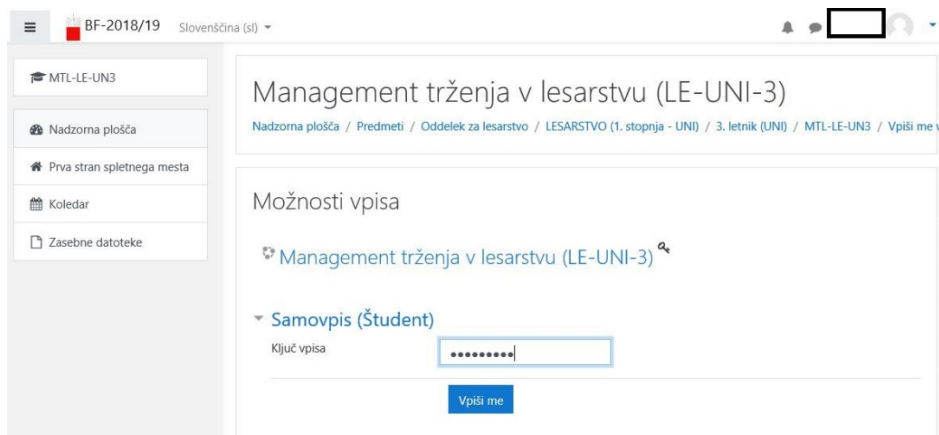 BF-2018/19 Slovenščina (sl)
MTL-LE-UN3
Nadzorna plošča
Prva stran spletnega mesta
Koledar
Zasebne datoteke
Management trženja v lesarstvu (LE-UNI-3)
Nadzorna plošča / Predmeti / Oddelek za lesarstvo / LESARSTVO (1. stopnja - UNI) / 3. letnik (UNI) / MTL-LE-UN3 / Vpiši me v
Možnosti vpisa
Management trženja v lesarstvu (LE-UNI-3)
Samovpis (Študent)
Ključ vpisa
Vpiši me